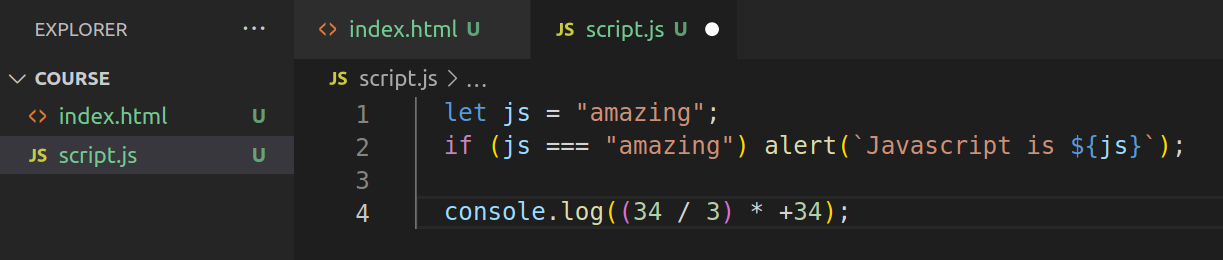 EXPLORER ...
index.html U
JS script.js U
COURSE
JS script.js > ...
index.html U
JS script.js U
1 let js = "amazing";
2 if (js === "amazing") alert(`Javascript is ${js}`);
3
4 console.log((34 / 3) * +34);